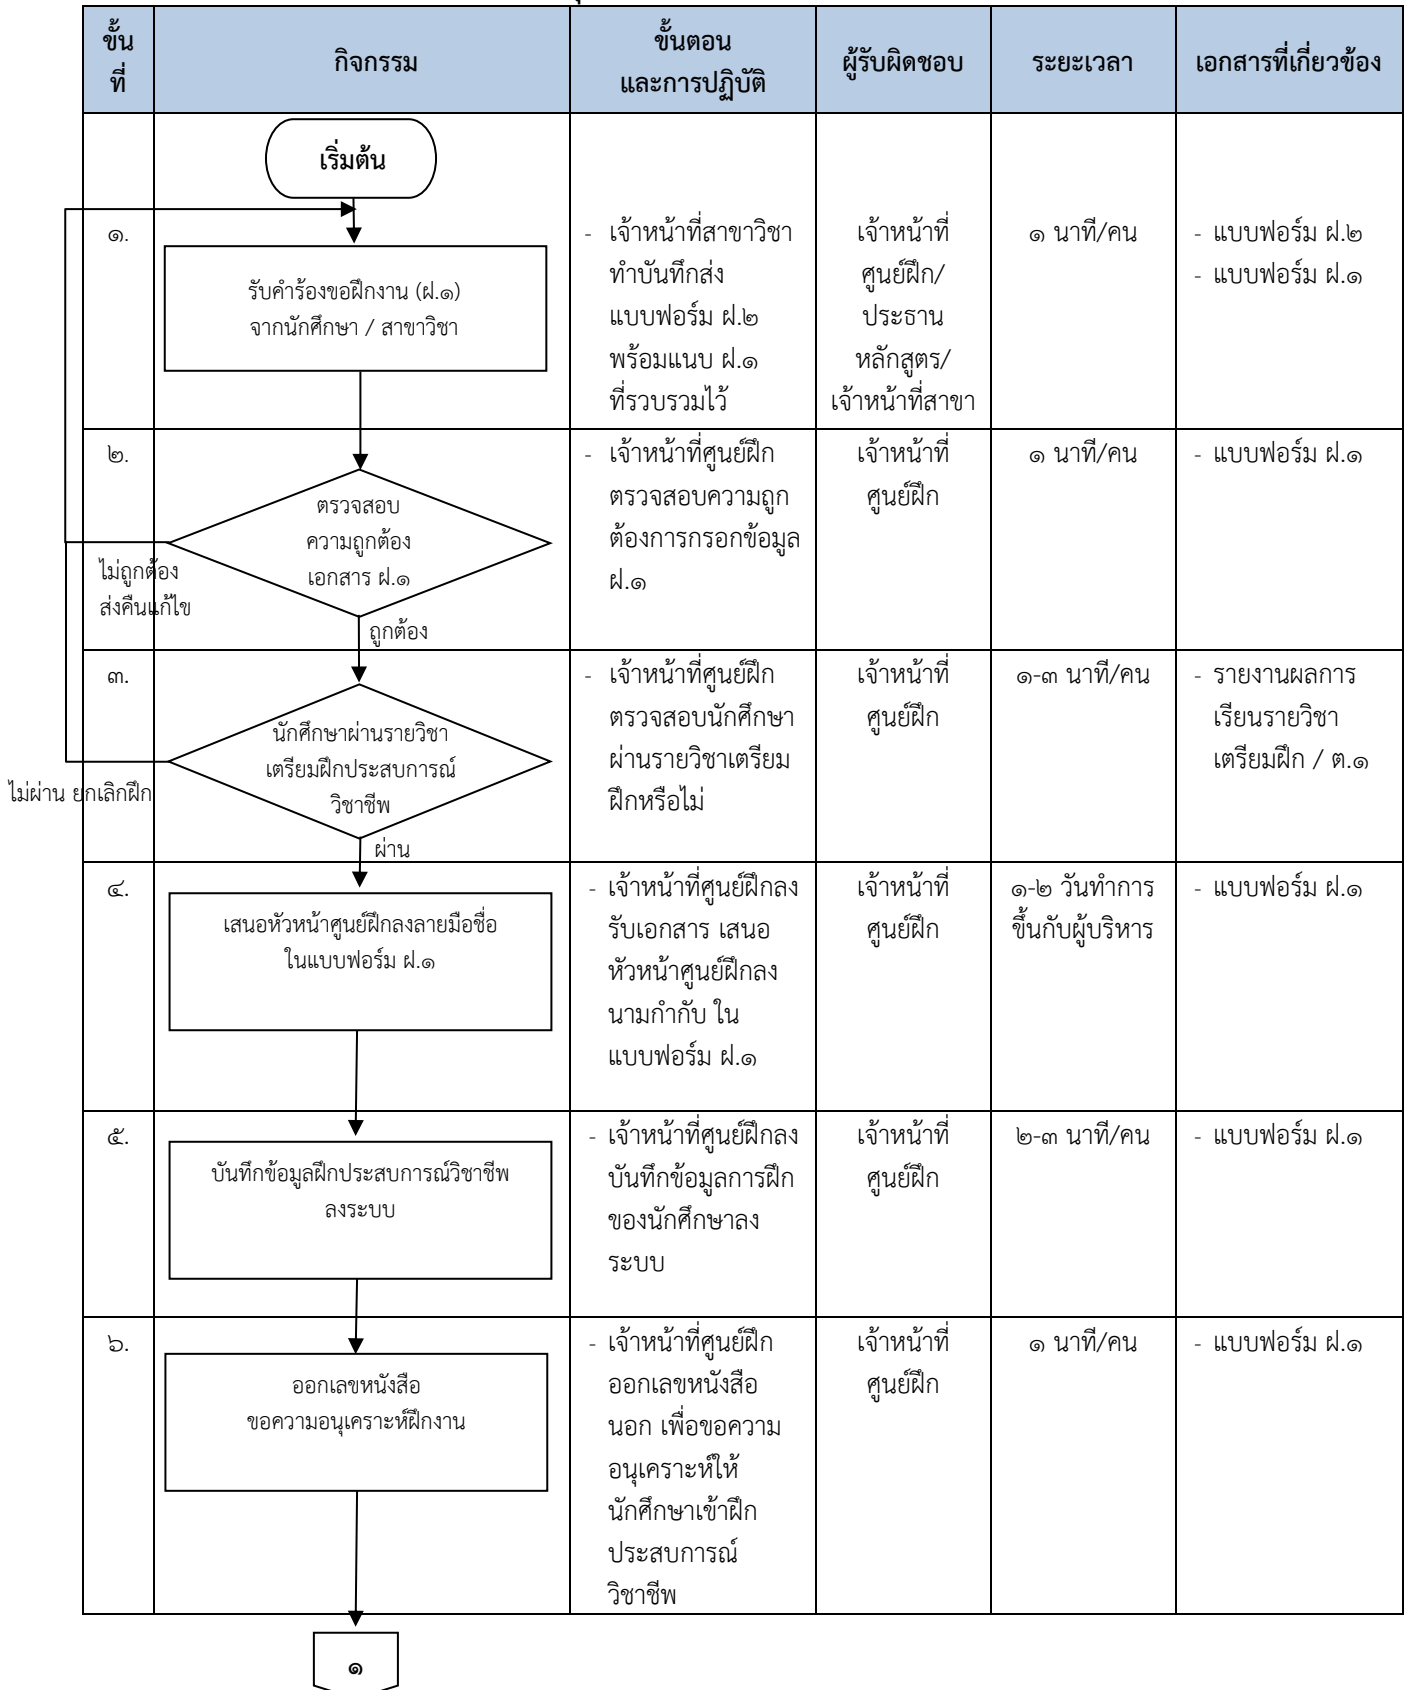 ขั้น
ที่
กิจกรรม
ขั้นตอน
และการปฏิบัติ
ผู้รับผิดชอบ
ระยะเวลา
เอกสารที่เกี่ยวข้อง
เริ่มต้น
๑.
รับคำร้องขอฝึกงาน (ฝ.๑)
จากนักศึกษา / สาขาวิชา
- เจ้าหน้าที่สาขาวิชา
ทำบันทึกส่ง
แบบฟอร์ม ฝ.๒
พร้อมแนบ ฝ.๑
ที่รวบรวมไว้
เจ้าหน้าที่
ศูนย์ฝึก/
ประธาน
หลักสูตร/
เจ้าหน้าที่สาขา
๑ นาที/คน
- แบบฟอร์ม ฝ.๒
- แบบฟอร์ม ฝ.๑
๒.
ตรวจสอบ
ความถูกต้อง
เอกสาร ฝ.๑
ไม่ถูกต้อง
ส่งคืนแก้ไข
ถูกต้อง
- เจ้าหน้าที่ศูนย์ฝึก
ตรวจสอบความถูก
ต้องการกรอกข้อมูล
ฝ.๑
เจ้าหน้าที่
ศูนย์ฝึก
๑ นาที/คน
- แบบฟอร์ม ฝ.๑
๓.
นักศึกษาผ่านรายวิชา
เตรียมฝึกประสบการณ์
วิชาชีพ
ไม่ผ่าน ยกเลิกฝึก
ผ่าน
- เจ้าหน้าที่ศูนย์ฝึก
ตรวจสอบนักศึกษา
ผ่านรายวิชาเตรียม
ฝึกหรือไม่
เจ้าหน้าที่
ศูนย์ฝึก
๑-๓ นาที/คน
- รายงานผลการ
เรียนรายวิชา
เตรียมฝึก / ต.๑
๔.
เสนอหัวหน้าศูนย์ฝึกลงลายมือชื่อ
ในแบบฟอร์ม ฝ.๑
- เจ้าหน้าที่ศูนย์ฝึกลง
รับเอกสาร เสนอ
หัวหน้าศูนย์ฝึกลง
นามกำกับ ใน
แบบฟอร์ม ฝ.๑
เจ้าหน้าที่
ศูนย์ฝึก
๑-๒ วันทำการ
ขึ้นกับผู้บริหาร
- แบบฟอร์ม ฝ.๑
๕.
บันทึกข้อมูลฝึกประสบการณ์วิชาชีพ
ลงระบบ
- เจ้าหน้าที่ศูนย์ฝึกลง
บันทึกข้อมูลการฝึก
ของนักศึกษาลง
ระบบ
เจ้าหน้าที่
ศูนย์ฝึก
๒-๓ นาที/คน
- แบบฟอร์ม ฝ.๑
๖.
ออกเลขหนังสือ
ขอความอนุเคราะห์ฝึกงาน
- เจ้าหน้าที่ศูนย์ฝึก
ออกเลขหนังสือ
นอก เพื่อขอความ
อนุเคราะห์ให้
นักศึกษาเข้าฝึก
ประสบการณ์
วิชาชีพ
เจ้าหน้าที่
ศูนย์ฝึก
๑ นาที/คน
- แบบฟอร์ม ฝ.๑
๑